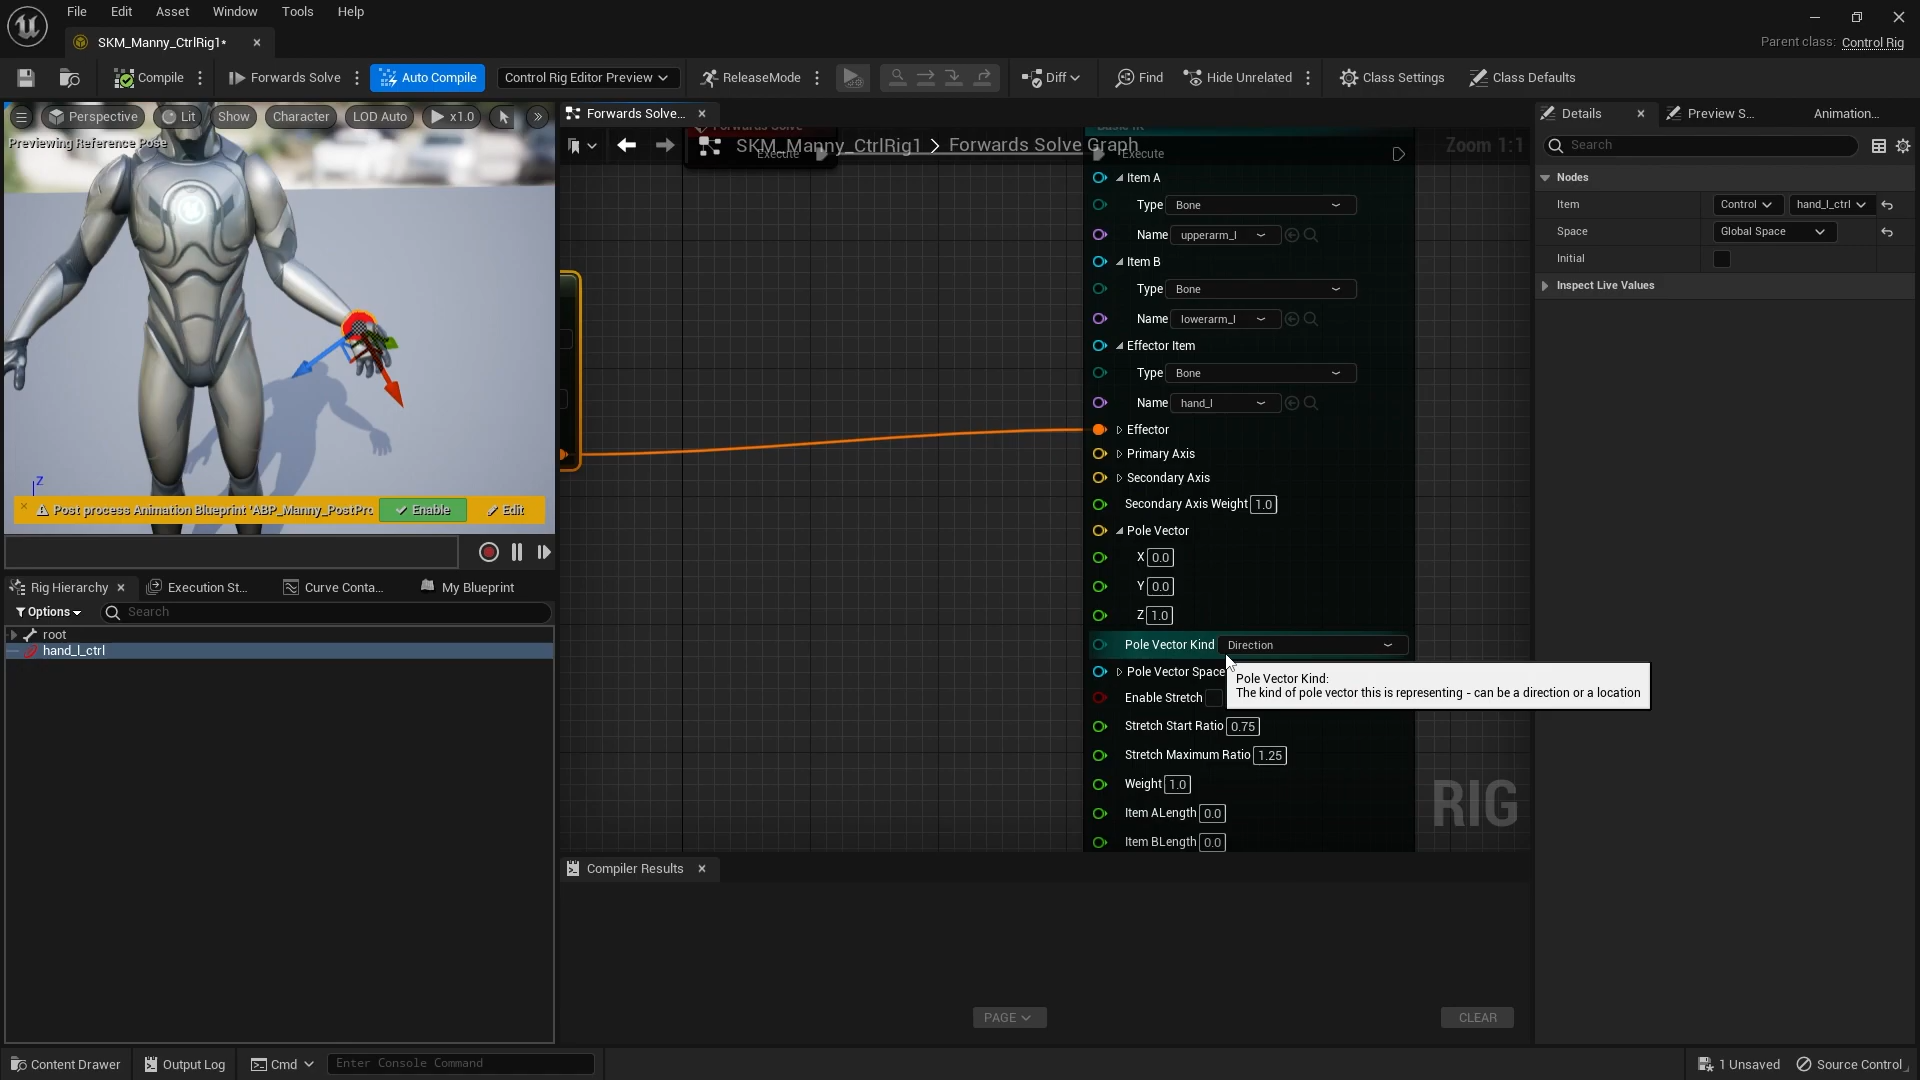 File Edit Asset Window Tools Help
SKM_Manny_CtrlRig1*
Parent class: Control Rig
Compile Forwards Solve Auto Compile Control Rig Editor Preview ReleaseMode Diff Find Hide Unrelated Class Settings Class Defaults
Perspective Lit Show Character LOD Auto x1.0
Previewing Reference Pose
Z
Post process Animation Blueprint 'ABP_Manny_PostPro Enable Edit
Rig Hierarchy Execution St... Curve Conta... My Blueprint
Options Search
root
hand_l_ctrl
Forwards Solve...
Forwards Solve
Execute
SKM_Manny_CtrlRig1 > Forwards Solve Graph
Zoom 1:1
Basic IK
Execute
Item A
Type Bone
Name upperarm_l
Item B
Type Bone
Name lowerarm_l
Effector Item
Type Bone
Name hand_l
Effector
Primary Axis
Secondary Axis
Secondary Axis Weight 1.0
Pole Vector
X 0.0
Y 0.0
Z 1.0
Pole Vector Kind Direction
Pole Vector Space
Pole Vector Kind:
The kind of pole vector this is representing - can be a direction or a location
Enable Stretch
Stretch Start Ratio 0.75
Stretch Maximum Ratio 1.25
Weight 1.0
Item ALength 0.0
Item BLength 0.0
RIG
Compiler Results
PAGE CLEAR
Details Preview S... Animation...
Search
Nodes
Item Control hand_l_ctrl
Space Global Space
Initial
Inspect Live Values
Content Drawer Output Log Cmd Enter Console Command 1 Unsaved Source Control